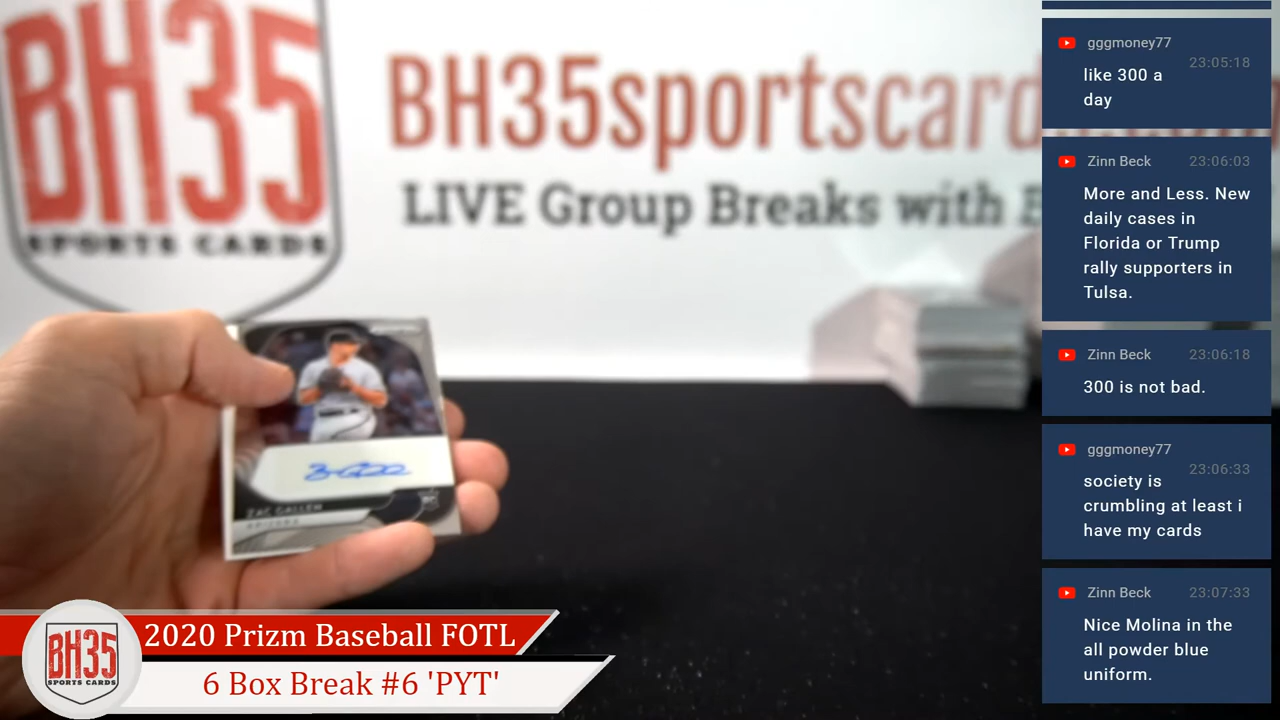 BH35
SPORTS CARDS
BH35sportscard
LIVE Group Breaks with
ZAC GALLEN
ARIZONA
RC
2020 Prizm Baseball FOTL
6 Box Break #6 'PYT'
BH35
SPORTS CARDS
gggmoney77
23:05:18
like 300 a
day
Zinn Beck 23:06:03
More and Less. New
daily cases in
Florida or Trump
rally supporters in
Tulsa.
Zinn Beck 23:06:18
300 is not bad.
gggmoney77
23:06:33
society is
crumbling at least i
have my cards
Zinn Beck 23:07:33
Nice Molina in the
all powder blue
uniform.